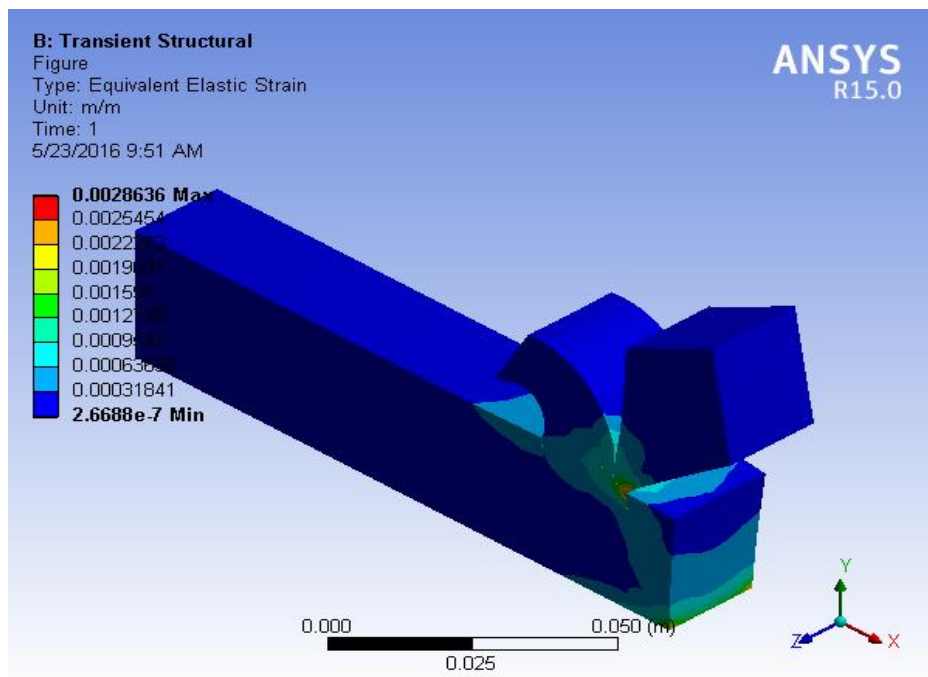 B: Transient Structural
Figure
Type: Equivalent Elastic Strain
Unit: m/m
Time: 1
5/23/2016 9:51 AM
ANSYS
R15.0
0.0028636 Max
0.0025454
0.00031841
2.6688e-7 Min
0.000
0.050 (m)
0.025
Y
Z
X